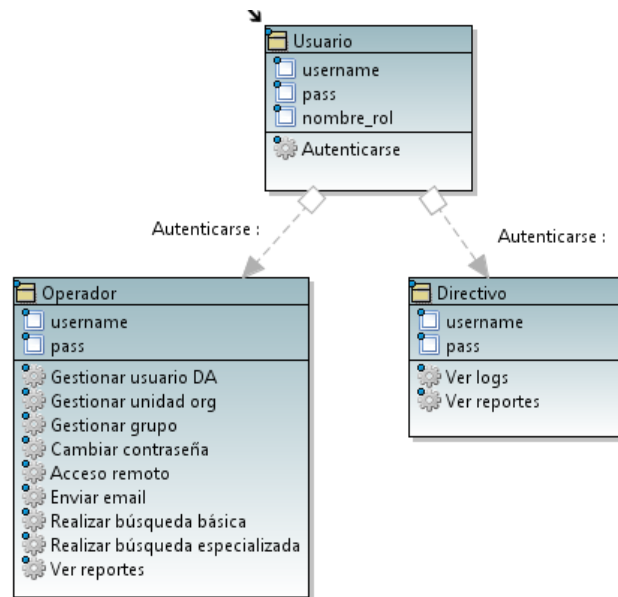 Usuario
username
pass
nombre_rol
Autenticarse
Autenticarse :
Autenticarse :
Operador
username
pass
Gestionar usuario DA
Gestionar unidad org
Gestionar grupo
Cambiar contraseña
Acceso remoto
Enviar email
Realizar búsqueda básica
Realizar búsqueda especializada
Ver reportes
Directivo
username
pass
Ver logs
Ver reportes